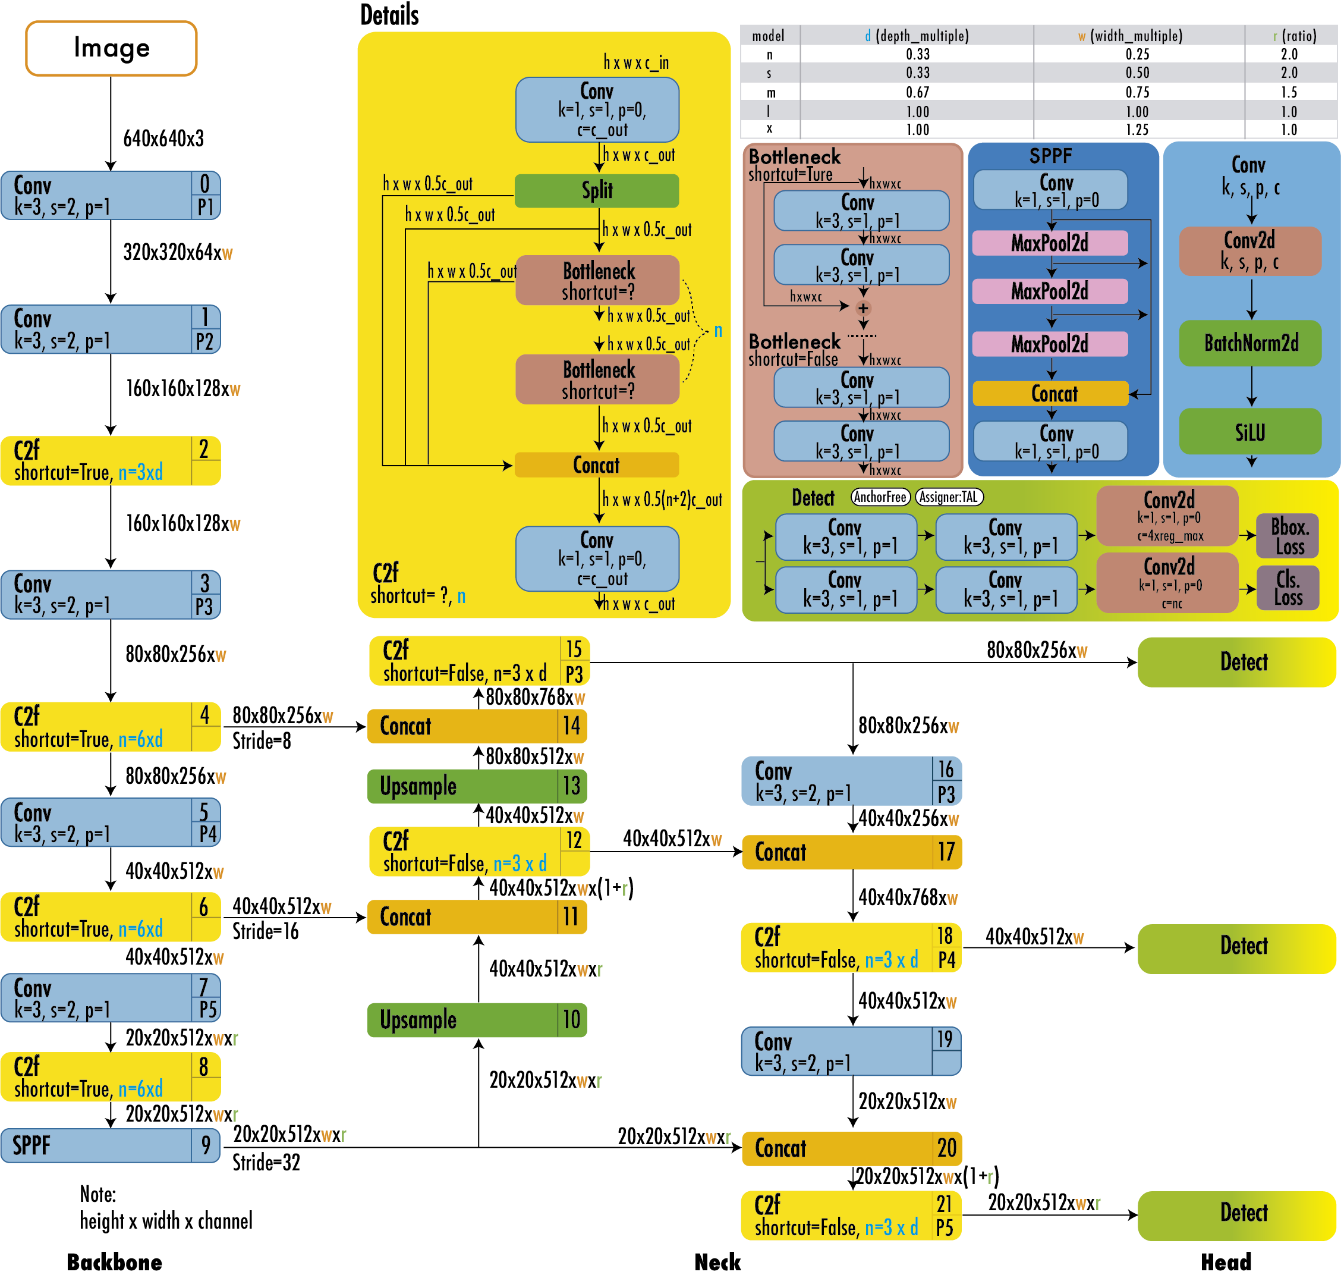 Details
Image
640x640x3
Conv 0
k=3, s=2, p=1 P1
320x320x64xw
Conv 1
k=3, s=2, p=1 P2
160x160x128xw
C2f 2
shortcut=True, n=3xd
160x160x128xw
Conv 3
k=3, s=2, p=1 P3
80x80x256xw
C2f 4
shortcut=True, n=6xd
80x80x256xw
Stride=8
80x80x256xw
Conv 5
k=3, s=2, p=1 P4
40x40x512xw
C2f 6
shortcut=True, n=6xd
40x40x512xw
Stride=16
40x40x512xw
Conv 7
k=3, s=2, p=1 P5
20x20x512xwxr
C2f 8
shortcut=True, n=6xd
20x20x512xwxr
SPPF 9
20x20x512xwxr
Stride=32
Note:
height x width x channel
Backbone
h x w x c_in
Conv
k=1, s=1, p=0,
c=c_out
h x w x c_out
Split
h x w x 0.5c_out
h x w x 0.5c_out
h x w x 0.5c_out
h x w x 0.5c_out
Bottleneck
shortcut=?
h x w x 0.5c_out
n
h x w x 0.5c_out
Bottleneck
shortcut=?
h x w x 0.5c_out
Concat
h x w x 0.5(n+2)c_out
Conv
k=1, s=1, p=0,
c=c_out
C2f
shortcut= ?, n
h x w x c_out
model d (depth_multiple) w (width_multiple) r (ratio)
n 0.33 0.25 2.0
s 0.33 0.50 2.0
m 0.67 0.75 1.5
l 1.00 1.00 1.0
x 1.00 1.25 1.0
Bottleneck
shortcut=Ture
hxwxc
Conv
k=3, s=1, p=1
hxwxc
Conv
k=3, s=1, p=1
hxwxc
+
Bottleneck
shortcut=False
hxwxc
Conv
k=3, s=1, p=1
hxwxc
Conv
k=3, s=1, p=1
hxwxc
SPPF
Conv
k=1, s=1, p=0
MaxPool2d
MaxPool2d
MaxPool2d
Concat
Conv
k=1, s=1, p=0
Conv
k, s, p, c
Conv2d
k, s, p, c
BatchNorm2d
SiLU
Detect AnchorFree Assigner:TAL
Conv
k=3, s=1, p=1
Conv
k=3, s=1, p=1
Conv2d
k=1, s=1, p=0
c=4xreg_max
Bbox.
Loss
Conv
k=3, s=1, p=1
Conv
k=3, s=1, p=1
Conv2d
k=1, s=1, p=0
c=nc
Cls.
Loss
C2f 15
shortcut=False, n=3 x d P3
80x80x768xw
Concat 14
80x80x512xw
Upsample 13
40x40x512xw
C2f 12
shortcut=False, n=3 x d
40x40x512xwx(1+r)
Concat 11
40x40x512xwxr
Upsample 10
20x20x512xwxr
80x80x256xw
Detect
80x80x256xw
Conv 16
k=3, s=2, p=1 P3
40x40x256xw
40x40x512xw
Concat 17
40x40x768xw
C2f 18
shortcut=False, n=3 x d P4
40x40x512xw
Detect
40x40x512xw
Conv 19
k=3, s=2, p=1
20x20x512xw
20x20x512xwxr
Concat 20
20x20x512xwx(1+r)
C2f 21
shortcut=False, n=3 x d P5
20x20x512xwxr
Detect
Neck
Head